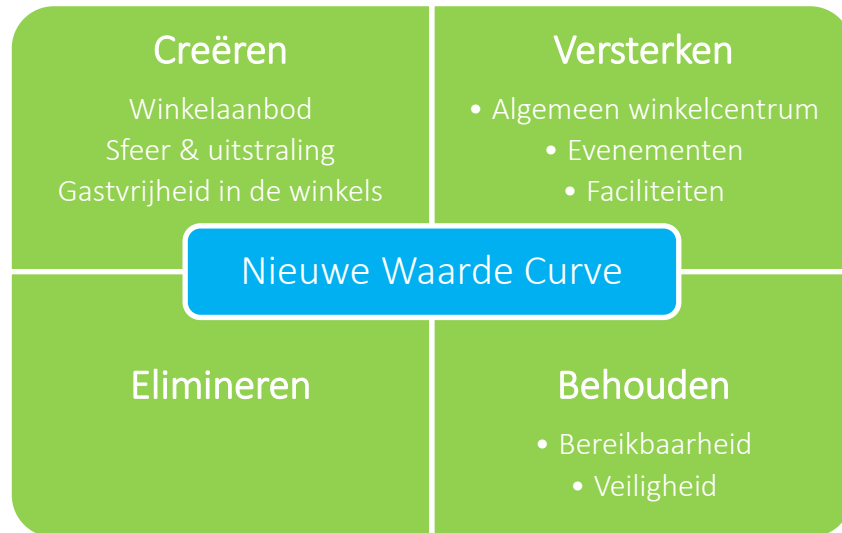 Creëren
Winkelaanbod
Sfeer & uitstraling
Gastvrijheid in de winkels
Versterken
• Algemeen winkelcentrum
• Evenementen
• Faciliteiten
Nieuwe Waarde Curve
Elimineren
Behouden
• Bereikbaarheid
• Veiligheid